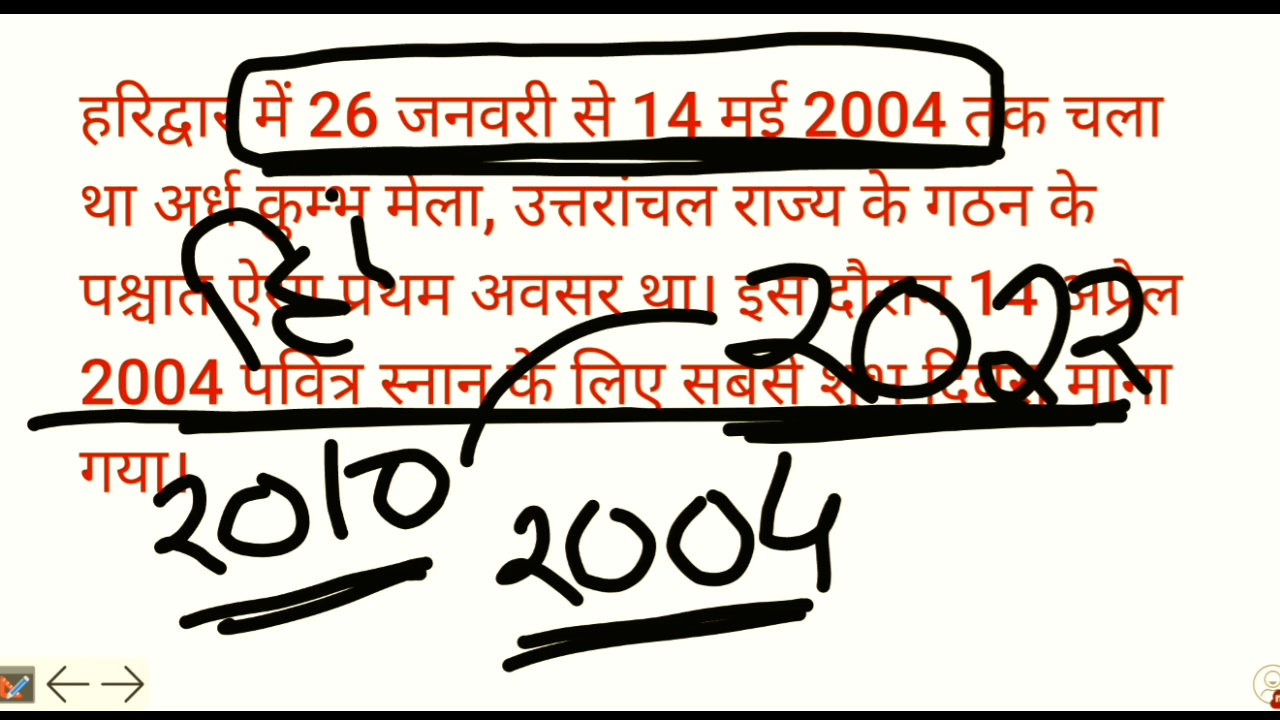 हरिद्वार में 26 जनवरी से 14 मई 2004 तक चला
था अर्ध कुम्भ मेला, उत्तरांचल राज्य के गठन के
पश्चात ऐसा प्रथम अवसर था। इस दौरान 14 अप्रैल
2004 पवित्र स्नान के लिए सबसे शुभ दिवस माना
गया।
2022
2010
2004